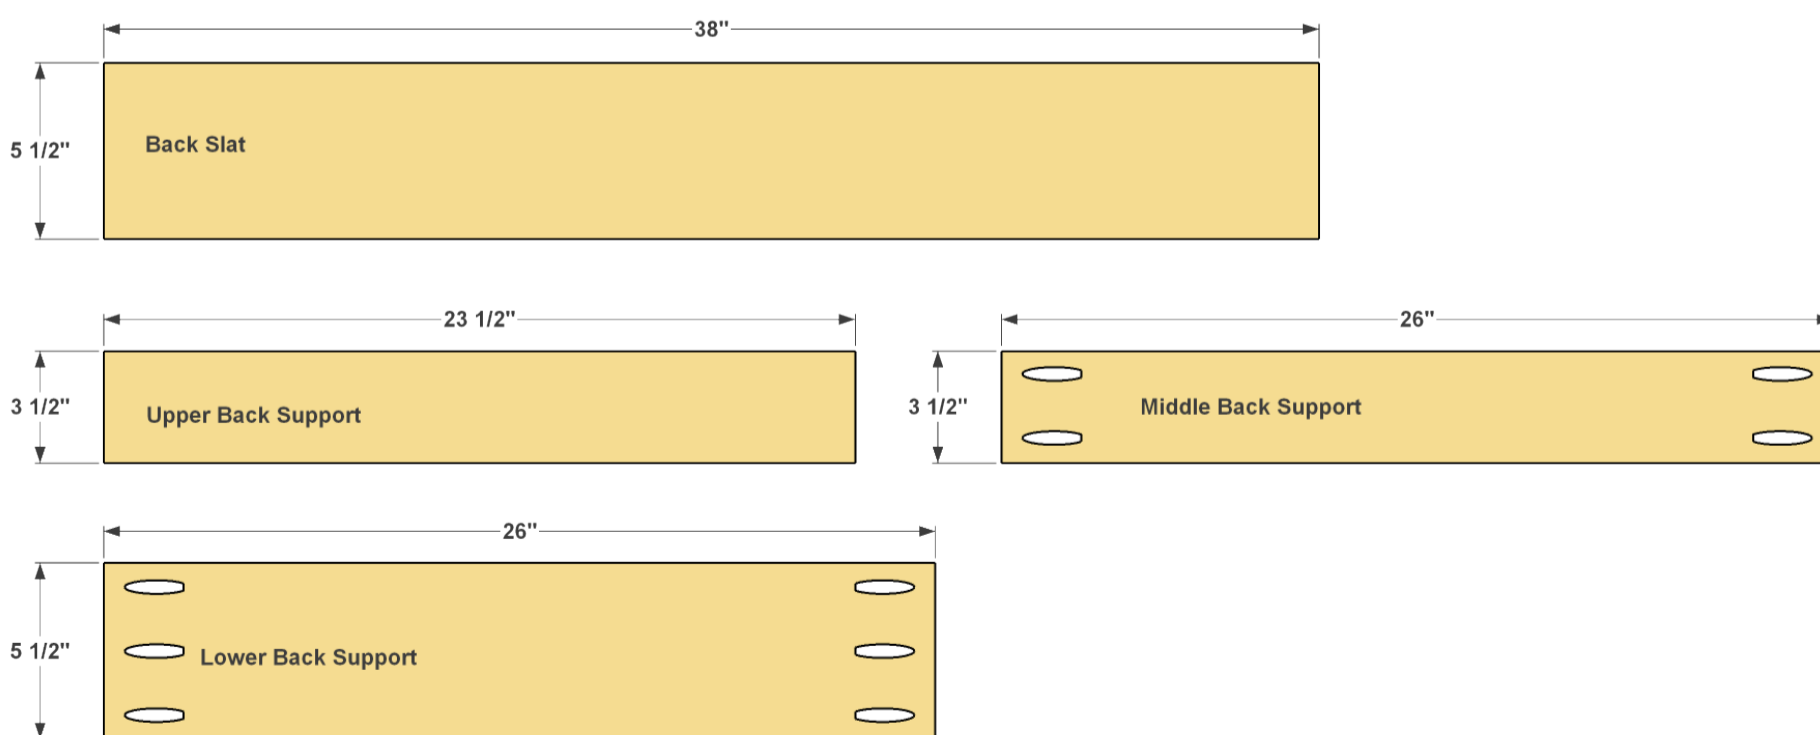 38"
5 1/2"
Back Slat
23 1/2"
26"
3 1/2"
Upper Back Support
3 1/2"
Middle Back Support
26"
5 1/2"
Lower Back Support